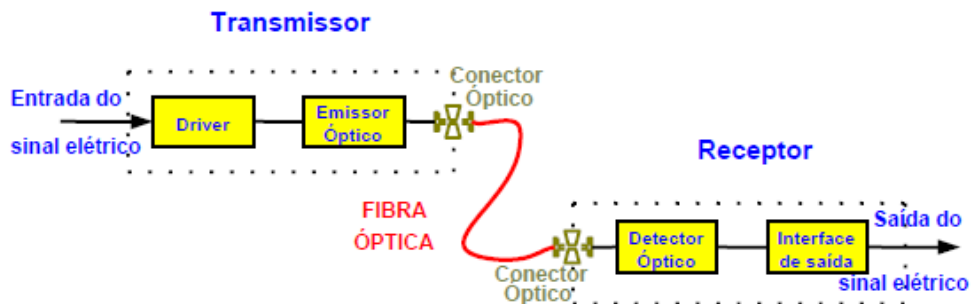 Transmissor
Entrada do
sinal elétrico
Driver
Emissor
Óptico
Conector
Óptico
FIBRA
ÓPTICA
Receptor
Conector
Óptico
Detector
Óptico
Interface
de saída
Saída do
sinal elétrico